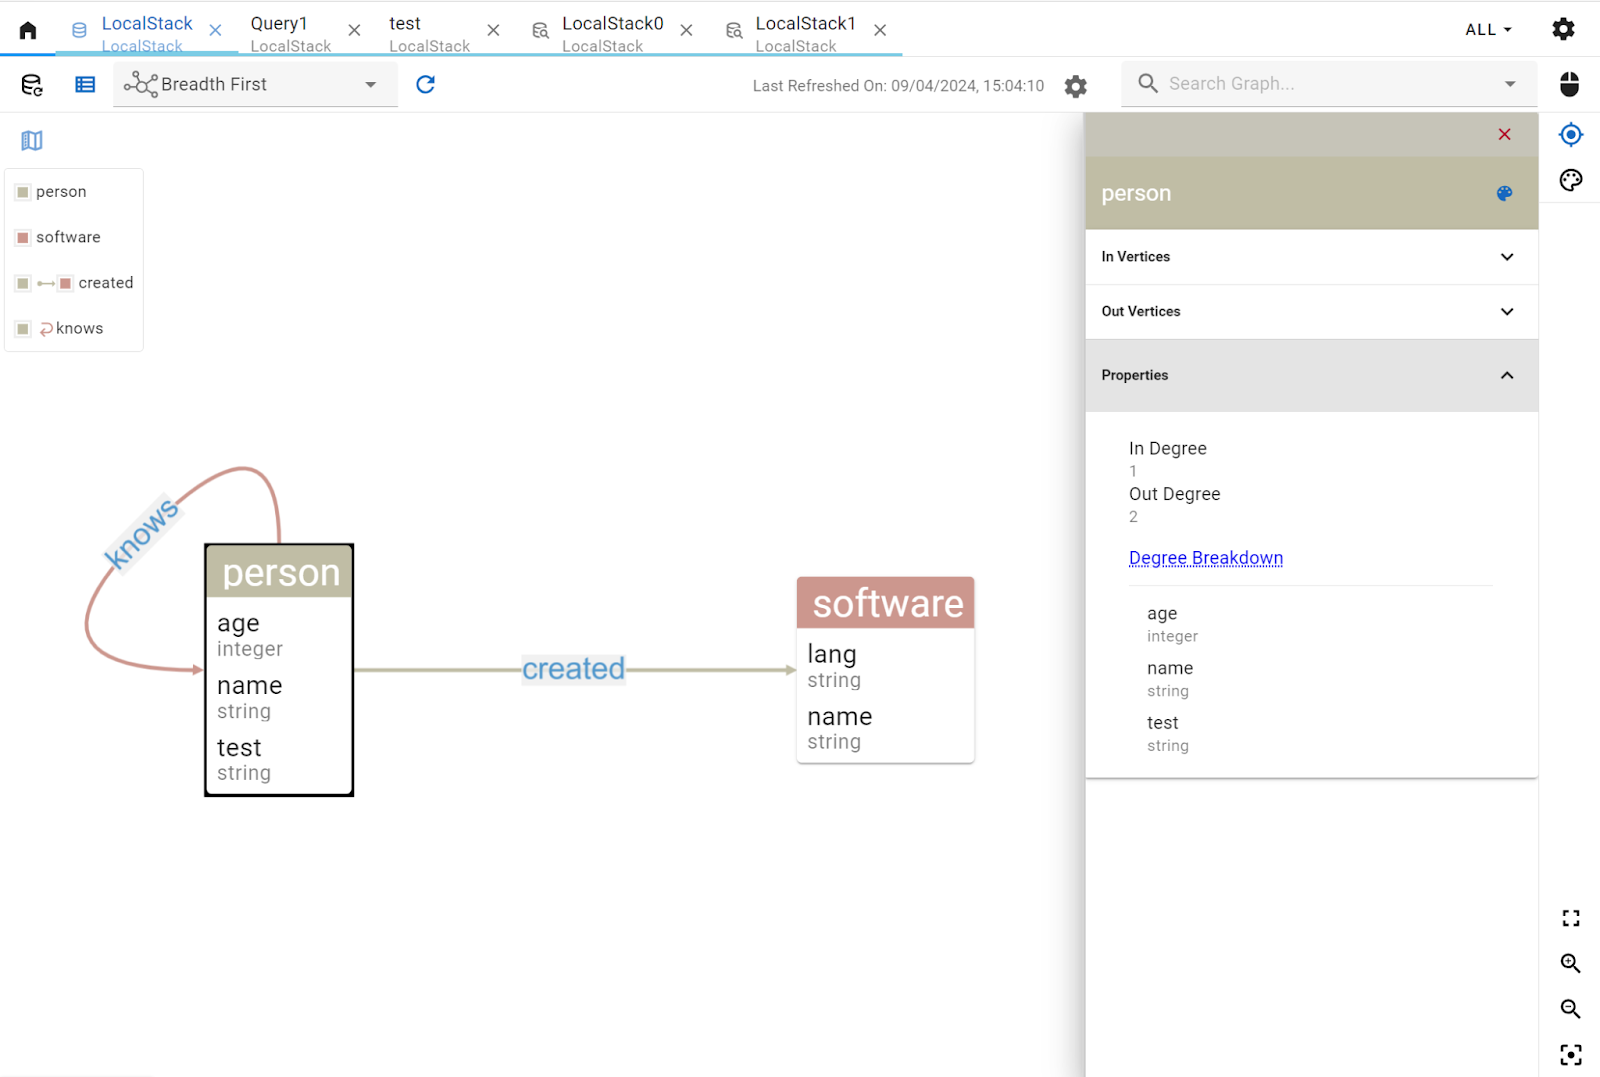 LocalStack
LocalStack
Query1
LocalStack
test
LocalStack
LocalStack0
LocalStack
LocalStack1
LocalStack
ALL
Breadth First
Last Refreshed On: 09/04/2024, 15:04:10
Search Graph...
person
software
created
knows
knows
person
age
integer
name
string
test
string
created
software
lang
string
name
string
person
In Vertices
Out Vertices
Properties
In Degree
1
Out Degree
2
Degree Breakdown
age
integer
name
string
test
string